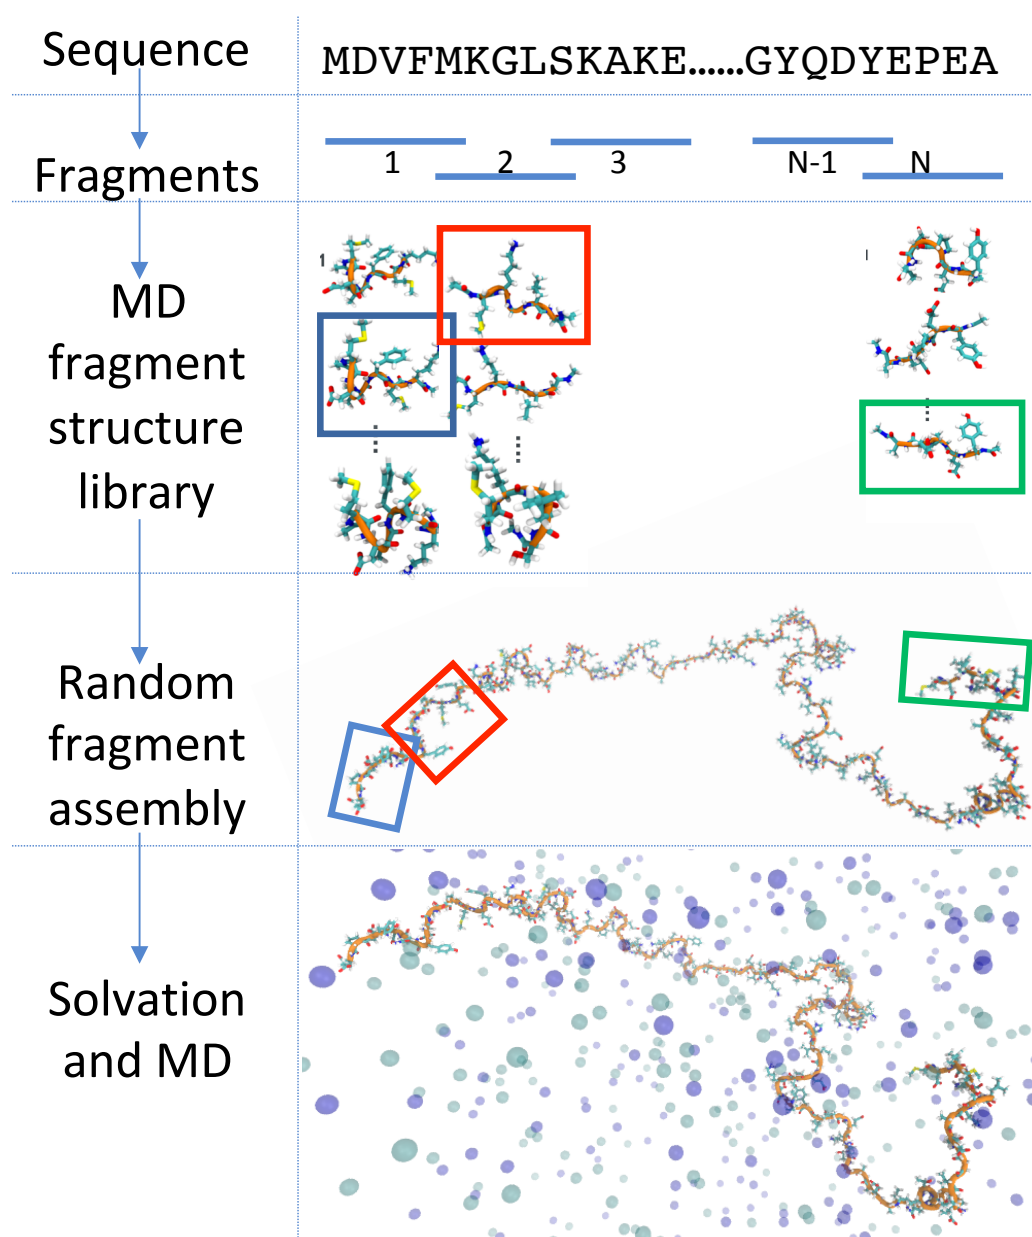 Sequence
MDVFMKGLSKAKE......GYQDYEPEA
Fragments
1
2
3
N-1
N
MD
fragment
structure
library
Random
fragment
assembly
Solvation
and MD